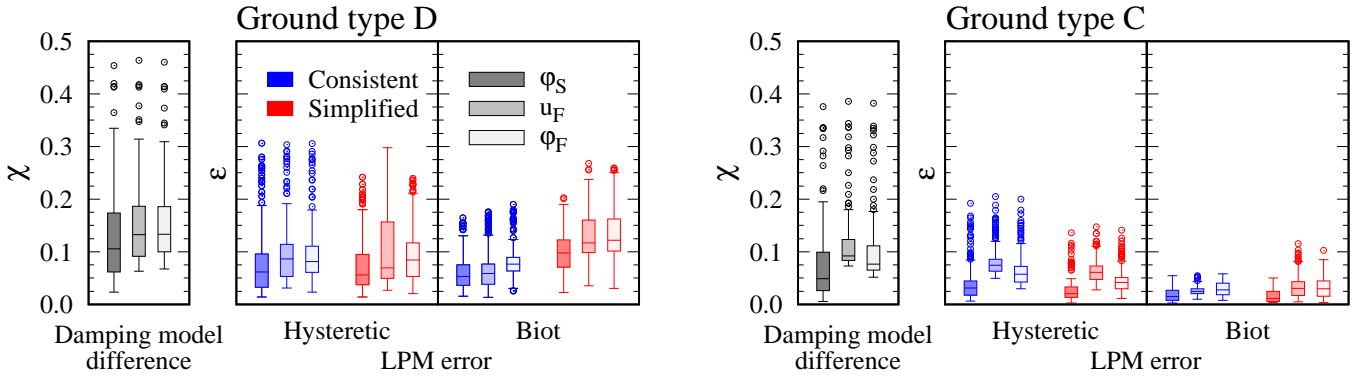 Ground type D
χ
0.5
0.4
0.3
0.2
0.1
0.0
Damping model
difference
ε
Consistent
Simplified
φS
uF
φF
Hysteretic
Biot
LPM error
Ground type C
χ
0.5
0.4
0.3
0.2
0.1
0.0
Damping model
difference
ε
Hysteretic
Biot
LPM error